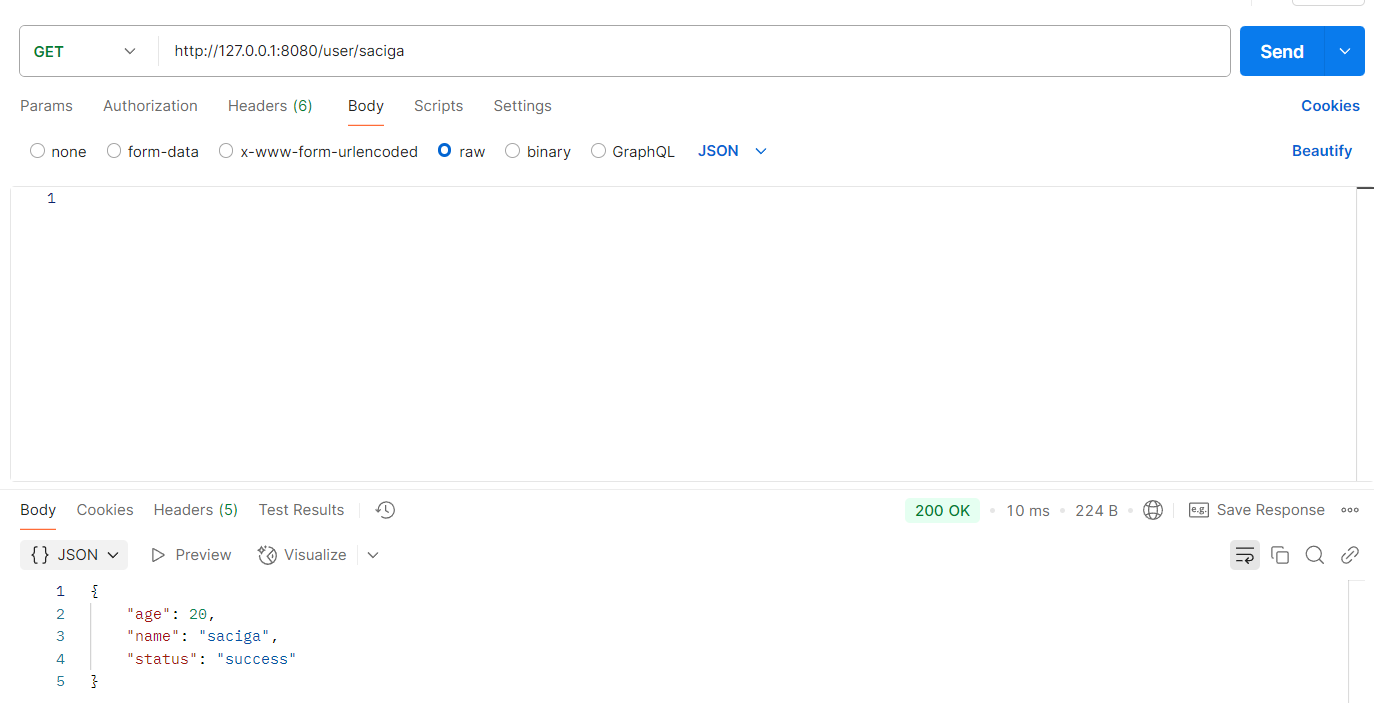 GET http://127.0.0.1:8080/user/saciga Send
Params Authorization Headers (6) Body Scripts Settings Cookies
none form-data x-www-form-urlencoded raw binary GraphQL JSON Beautify
1
Body Cookies Headers (5) Test Results 200 OK • 10 ms • 224 B • e.g. Save Response
{} JSON Preview Visualize
1 {
2 "age": 20,
3 "name": "saciga",
4 "status": "success"
5 }